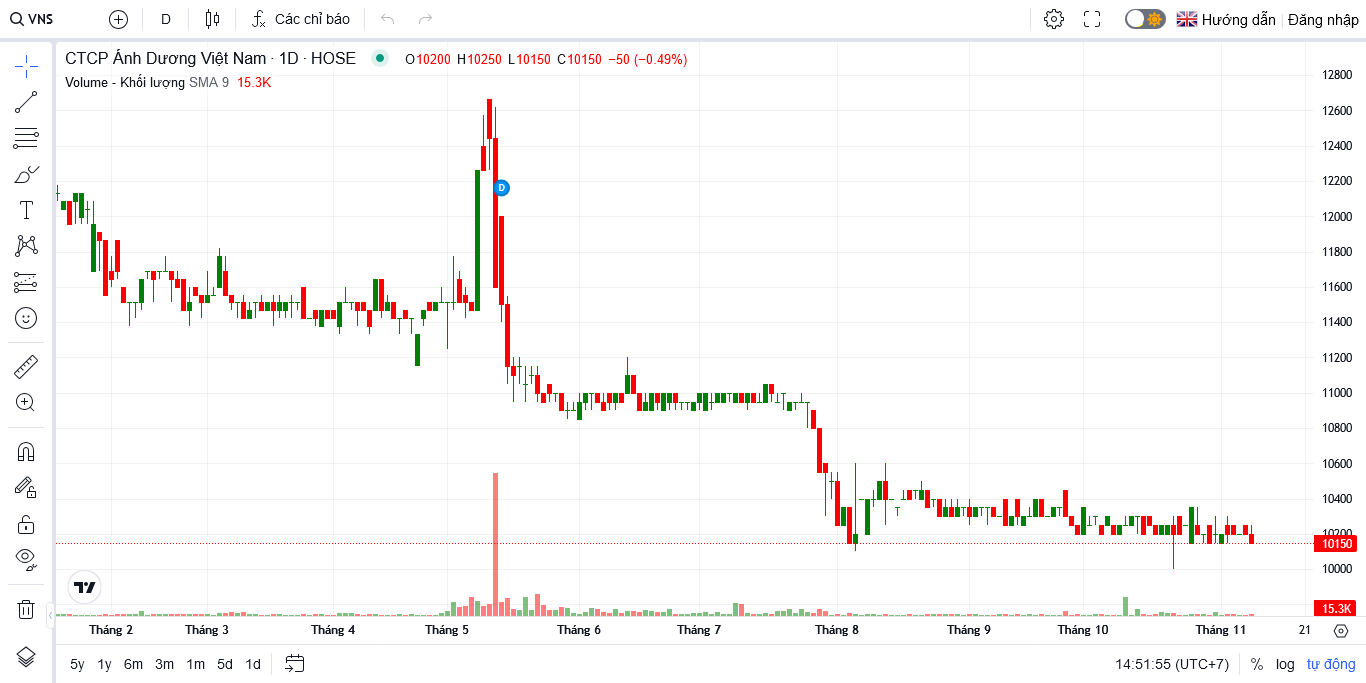 VNS D Các chỉ báo Hướng dẫn Đăng nhập
CTCP Ánh Dương Việt Nam · 1D · HOSE O10200 H10250 L10150 C10150 −50 (−0.49%)
Volume - Khối lượng SMA 9 15.3K
12800
12600
12400
12200
D
12000
11800
11600
11400
11200
11000
10800
10600
10400
10200
10150
10000
15.3K
Tháng 2 Tháng 3 Tháng 4 Tháng 5 Tháng 6 Tháng 7 Tháng 8 Tháng 9 Tháng 10 Tháng 11 21
5y 1y 6m 3m 1m 5d 1d 14:51:55 (UTC+7) % log tự động